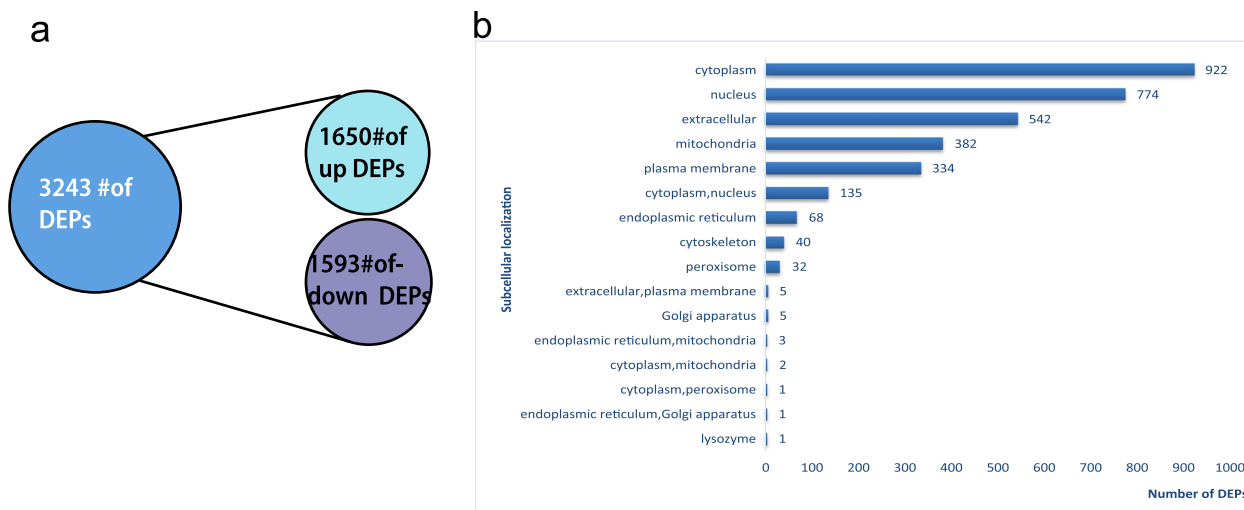 a
3243 #of
DEPs
1650#of
up DEPs
1593#of-
down DEPs
b
Subcellular localization
cytoplasm 922
nucleus 774
extracellular 542
mitochondria 382
plasma membrane 334
cytoplasm,nucleus 135
endoplasmic reticulum 68
cytoskeleton 40
peroxisome 32
extracellular,plasma membrane 5
Golgi apparatus 5
endoplasmic reticulum,mitochondria 3
cytoplasm,mitochondria 2
cytoplasm,peroxisome 1
endoplasmic reticulum,Golgi apparatus 1
lysozyme 1
0 100 200 300 400 500 600 700 800 900 1000
Number of DEPs